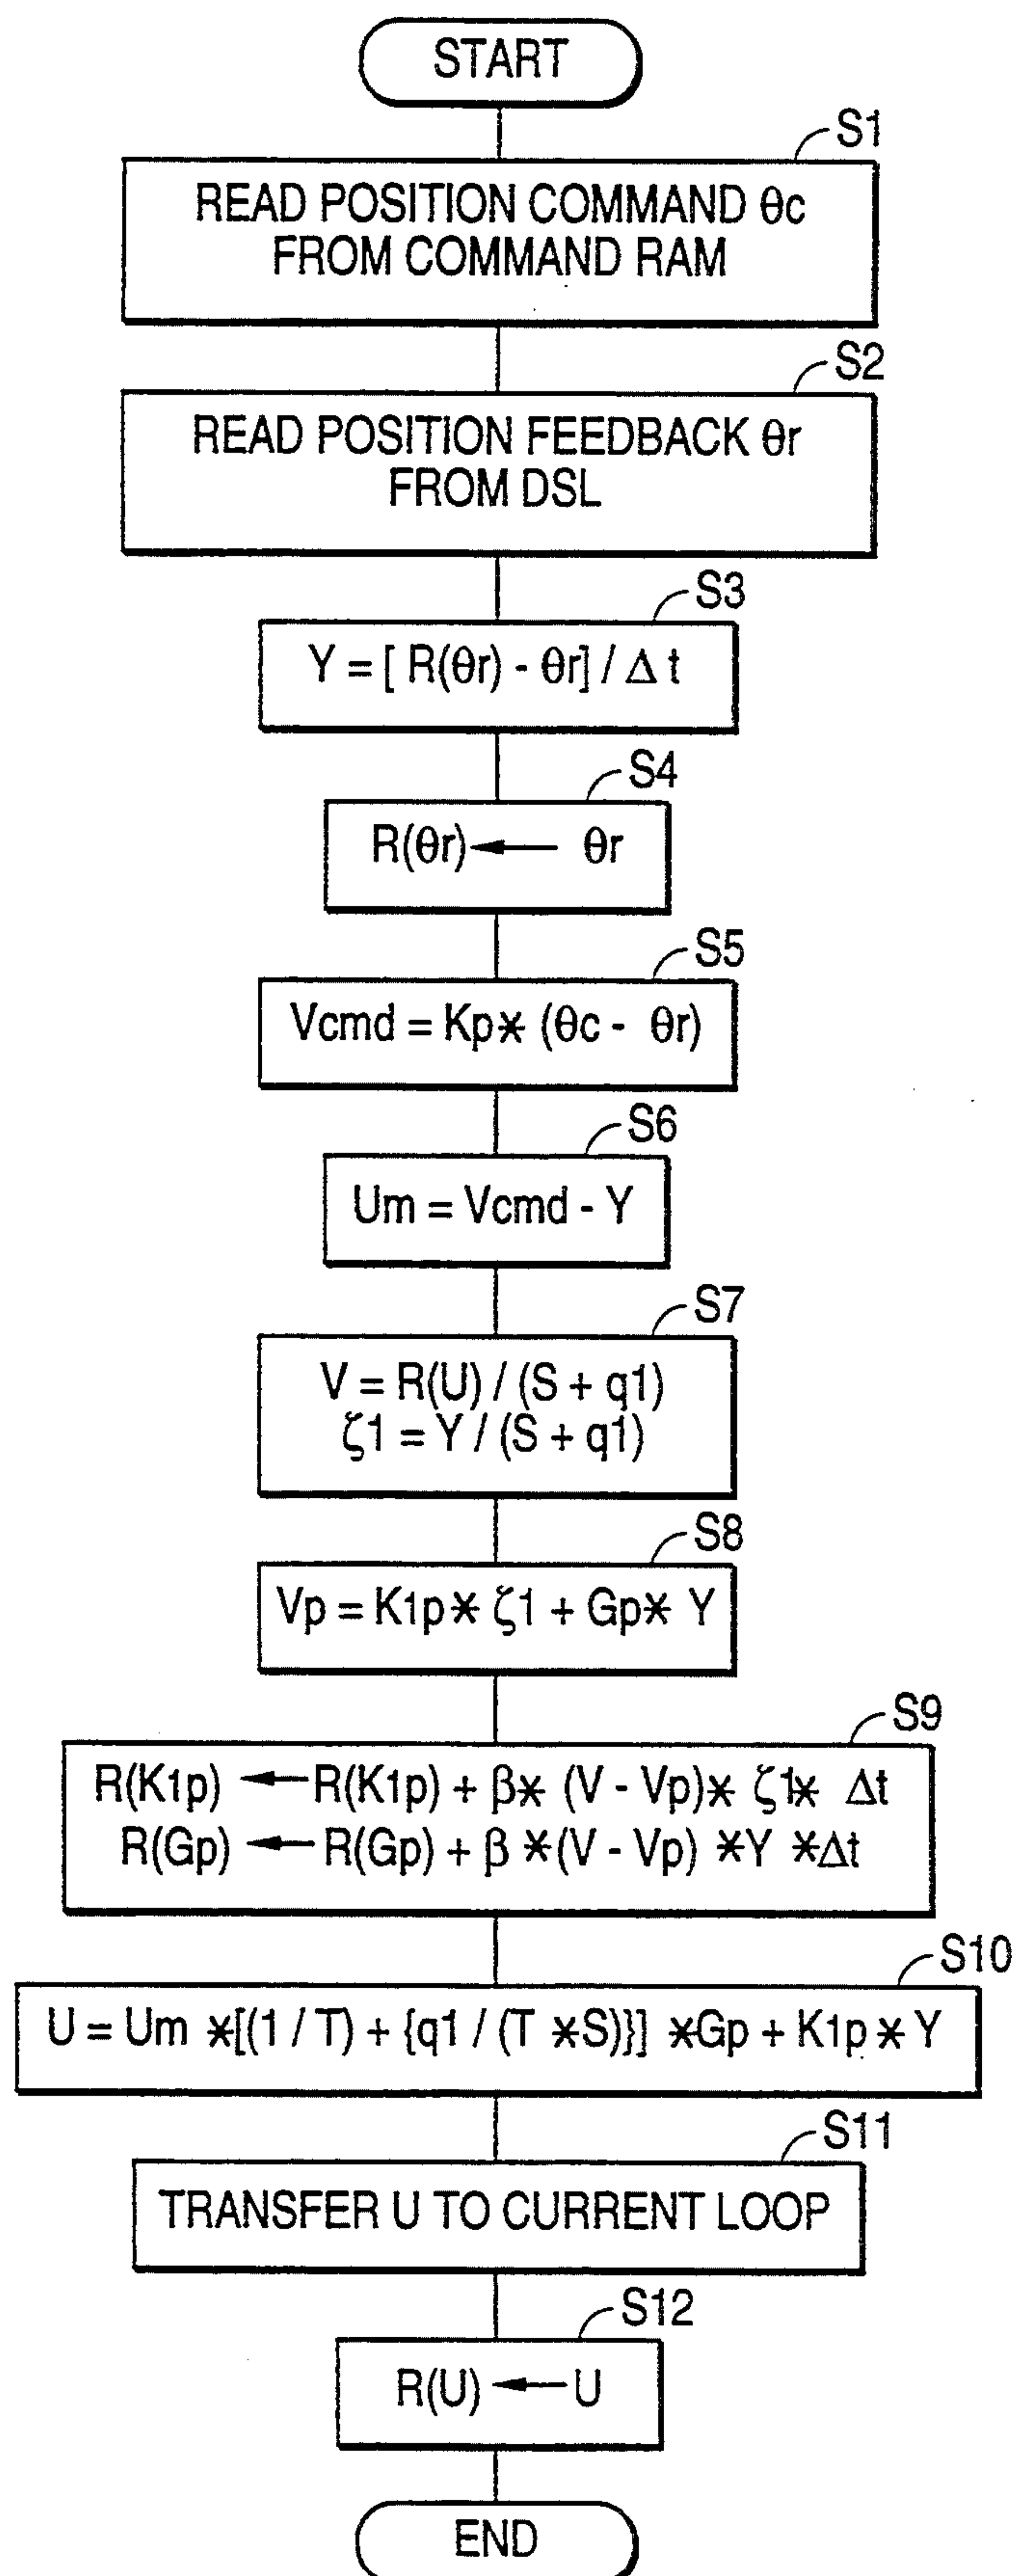 START
S1
READ POSITION COMMAND θc
FROM COMMAND RAM
S2
READ POSITION FEEDBACK θr
FROM DSL
S3
Y = [ R(θr) - θr] / Δ t
S4
R(θr) ← θr
S5
Vcmd = Kp* (θc - θr)
S6
Um = Vcmd - Y
S7
V = R(U) / (S + q1)
ζ1 = Y / (S + q1)
S8
Vp = K1p* ζ1 + Gp* Y
S9
R(K1p) ← R(K1p) + β* (V - Vp)* ζ1* Δt
R(Gp) ← R(Gp) + β *(V - Vp) *Y *Δt
S10
U = Um *[(1 / T) + {q1 / (T *S)}] *Gp + K1p * Y
S11
TRANSFER U TO CURRENT LOOP
S12
R(U) ← U
END